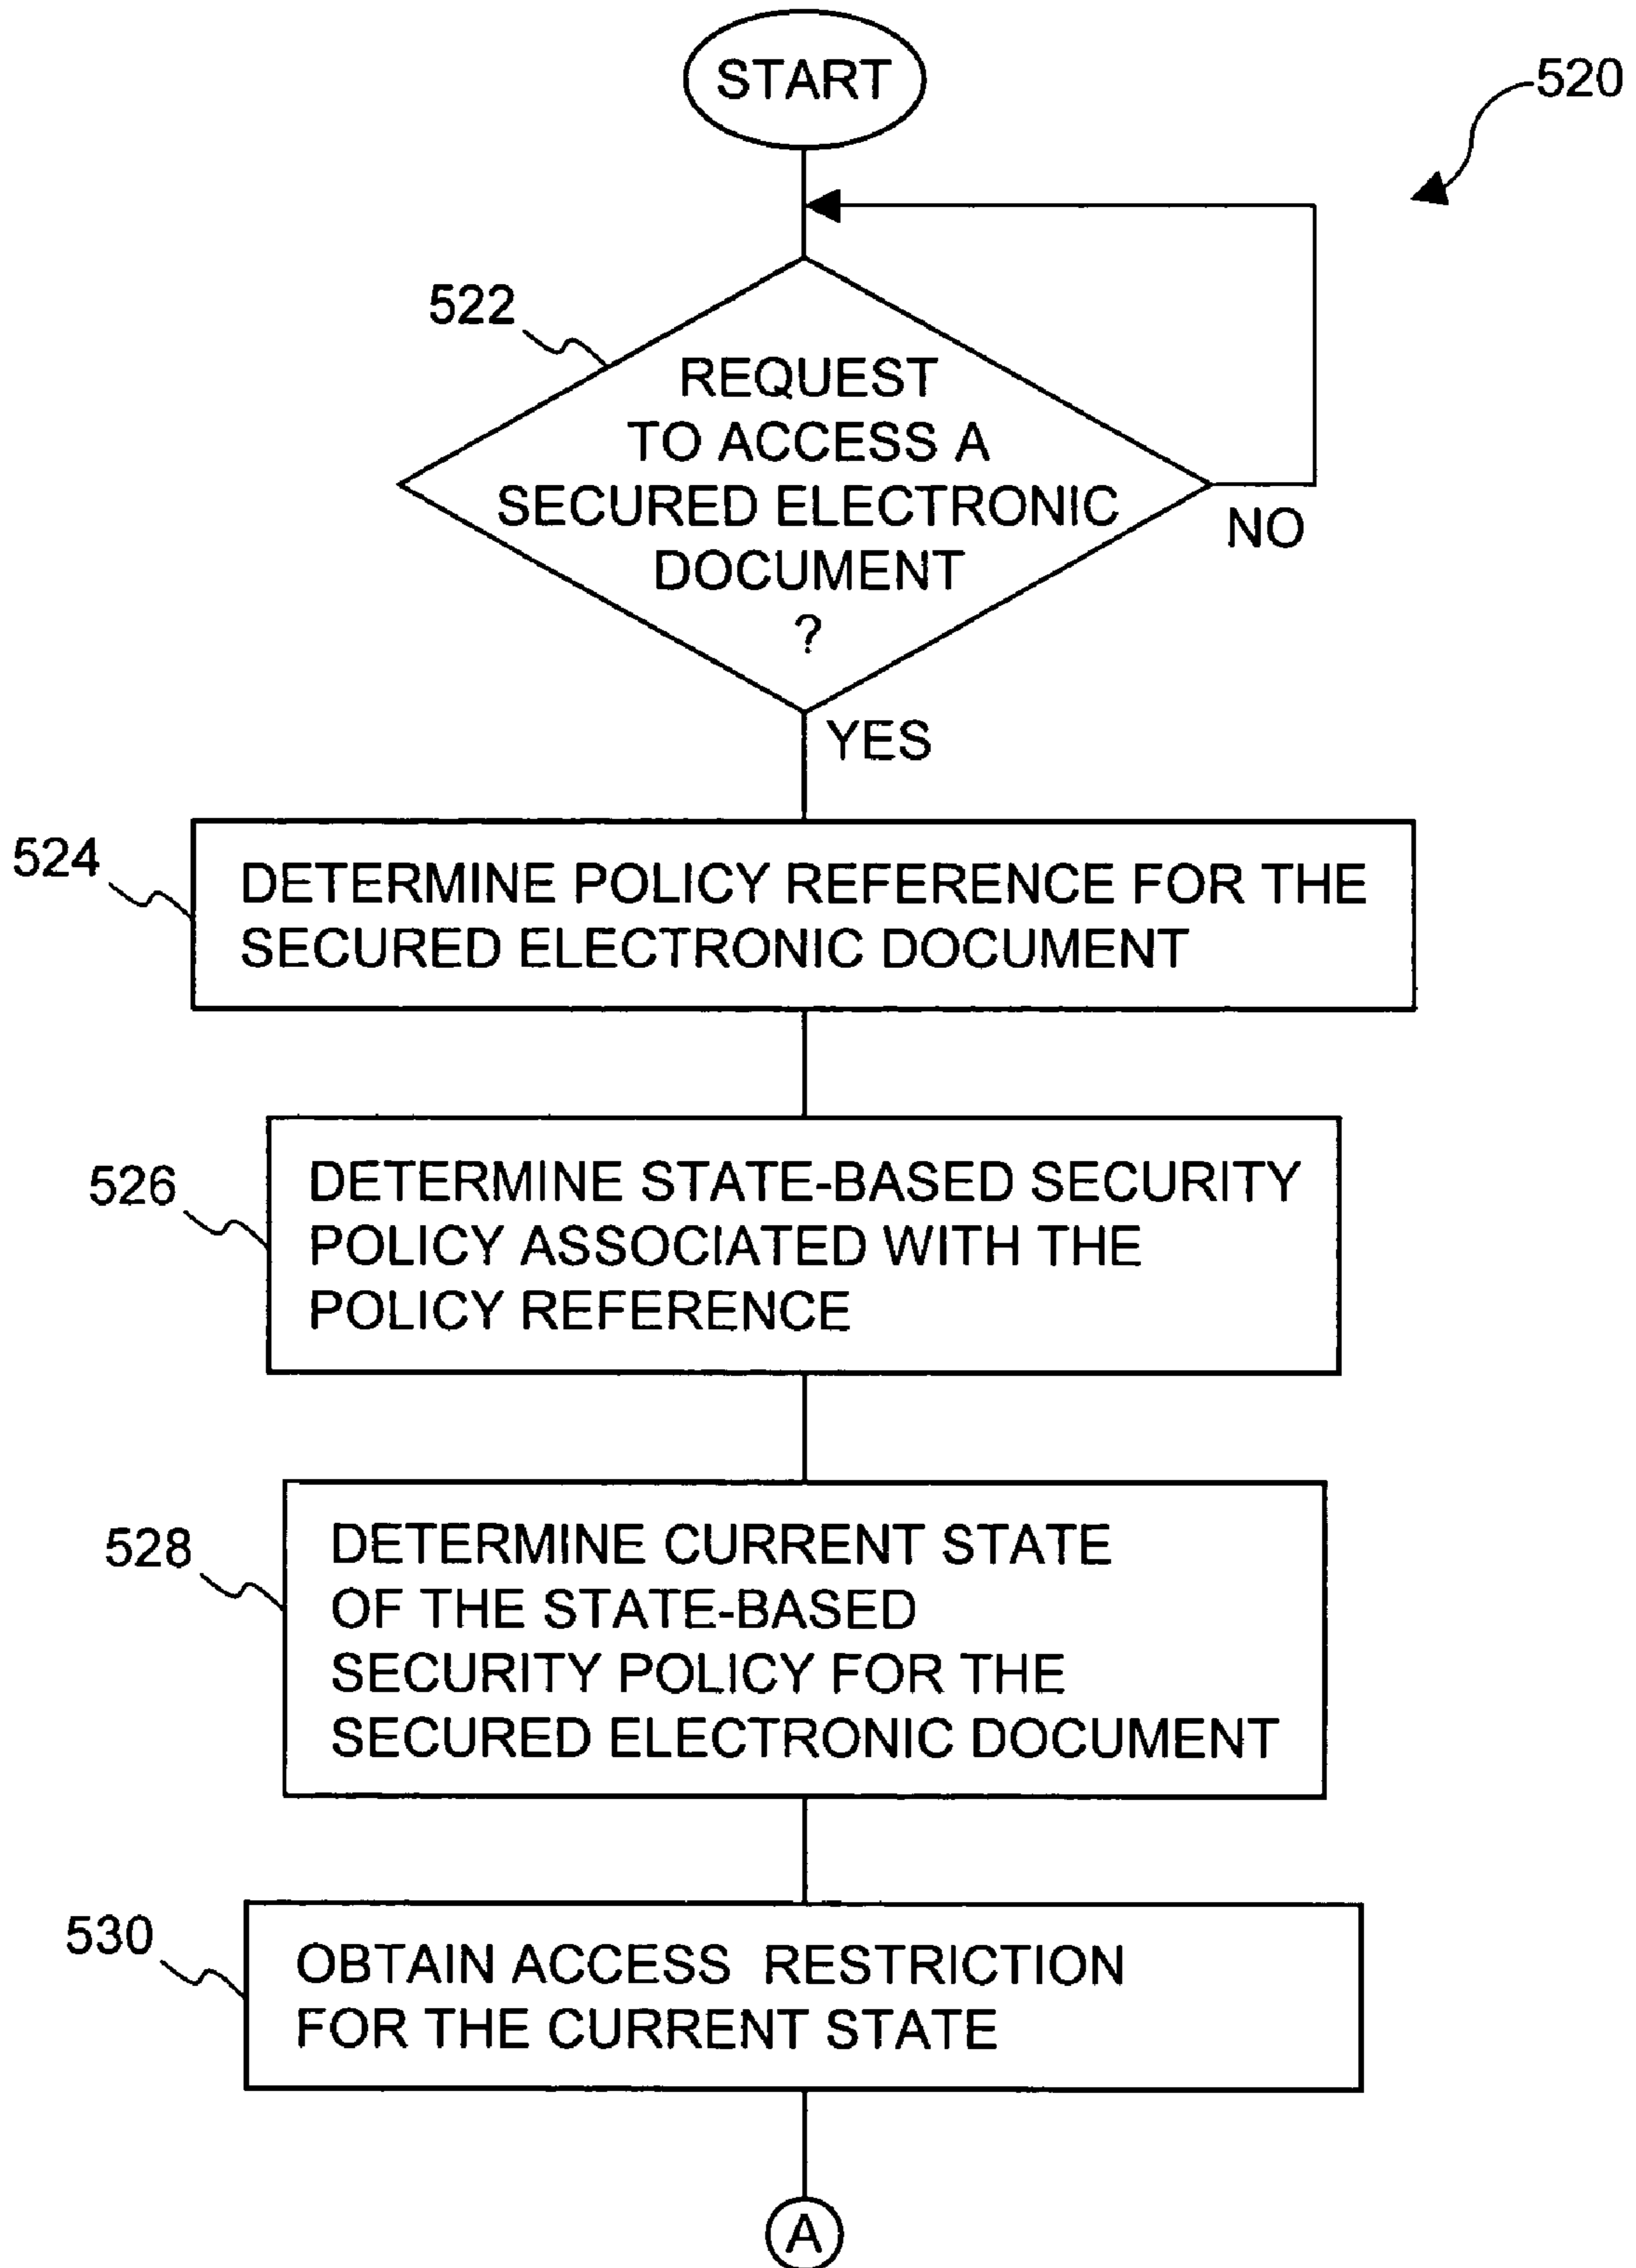 START
520
522
REQUEST
TO ACCESS A
SECURED ELECTRONIC
DOCUMENT
?
NO
YES
524
DETERMINE POLICY REFERENCE FOR THE
SECURED ELECTRONIC DOCUMENT
526
DETERMINE STATE-BASED SECURITY
POLICY ASSOCIATED WITH THE
POLICY REFERENCE
528
DETERMINE CURRENT STATE
OF THE STATE-BASED
SECURITY POLICY FOR THE
SECURED ELECTRONIC DOCUMENT
530
OBTAIN ACCESS RESTRICTION
FOR THE CURRENT STATE
A